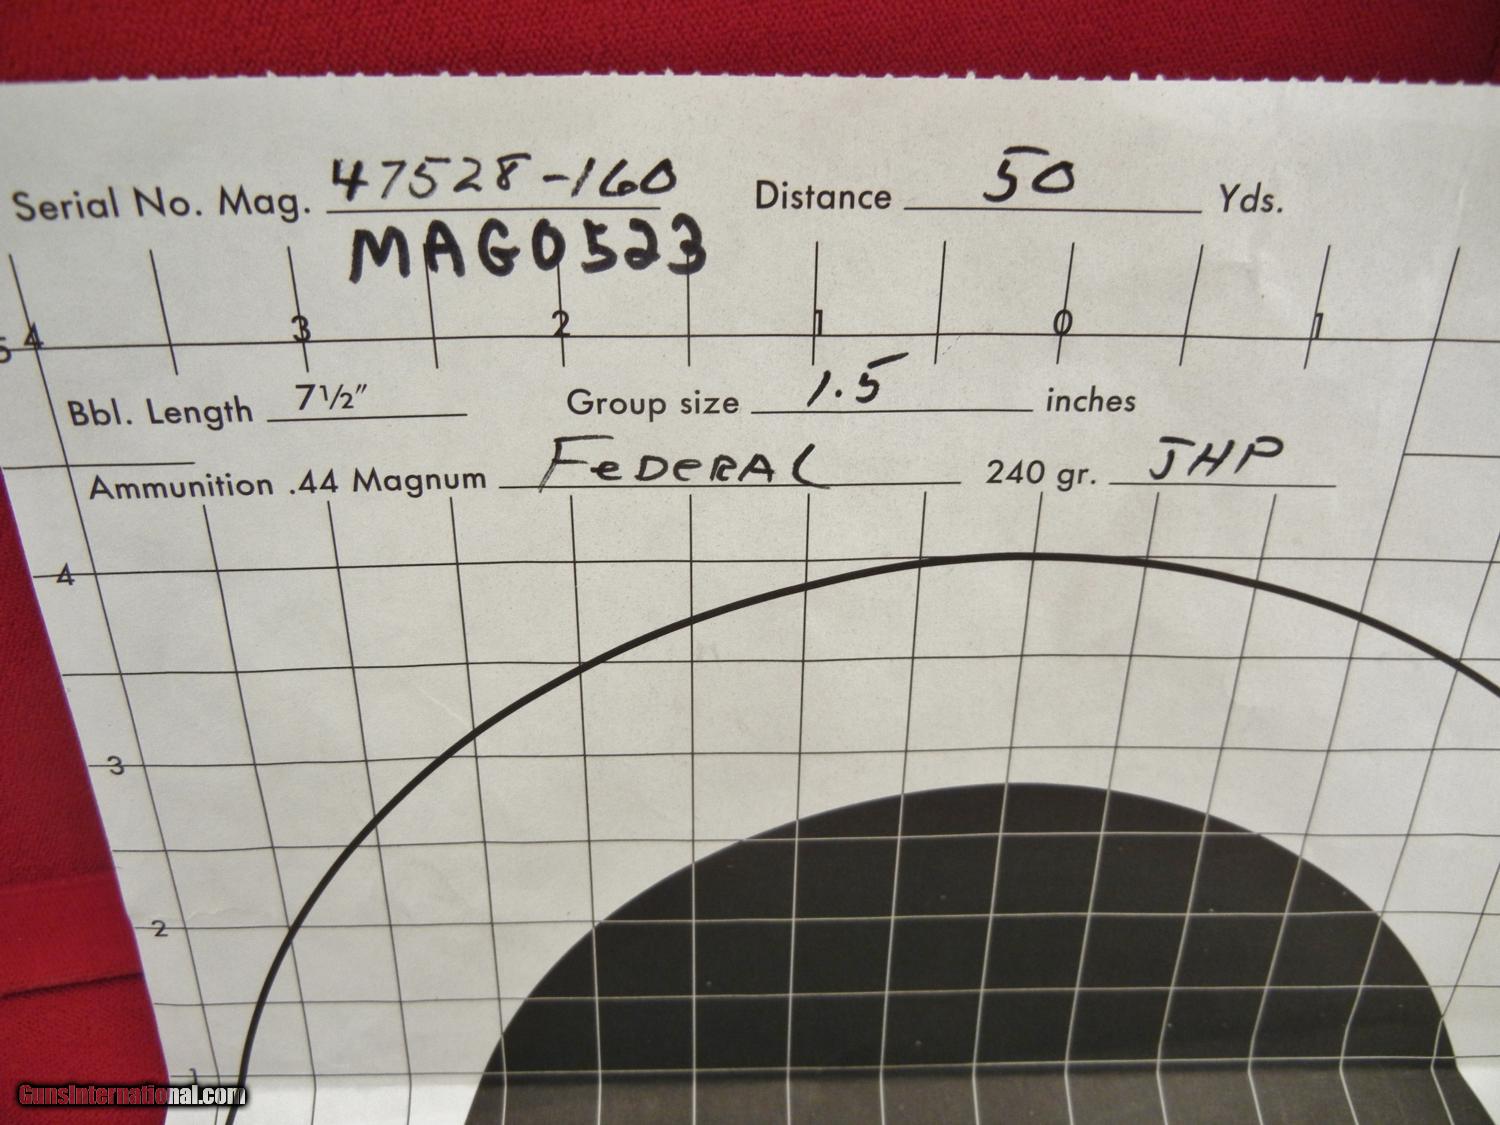 Serial No. Mag. 47528-160 Distance 50 Yds.
MAG0523
5 4 3 2 1 0 1
Bbl. Length 7½" Group size 1.5 inches
Ammunition .44 Magnum FEDERAL 240 gr. JHP
4
3
2
1
GunsInternational.com